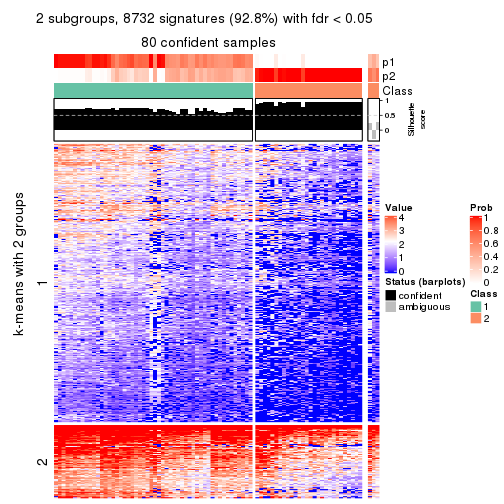 2 subgroups, 8732 signatures (92.8%) with fdr < 0.05
80 confident samples
p1
p2
Class
1
0.5
0
Silhouette
score
k-means with 2 groups
1
2
Value
4
3
2
1
0
Status (barplots)
confident
ambiguous
Prob
1
0.8
0.6
0.4
0.2
0
Class
1
2